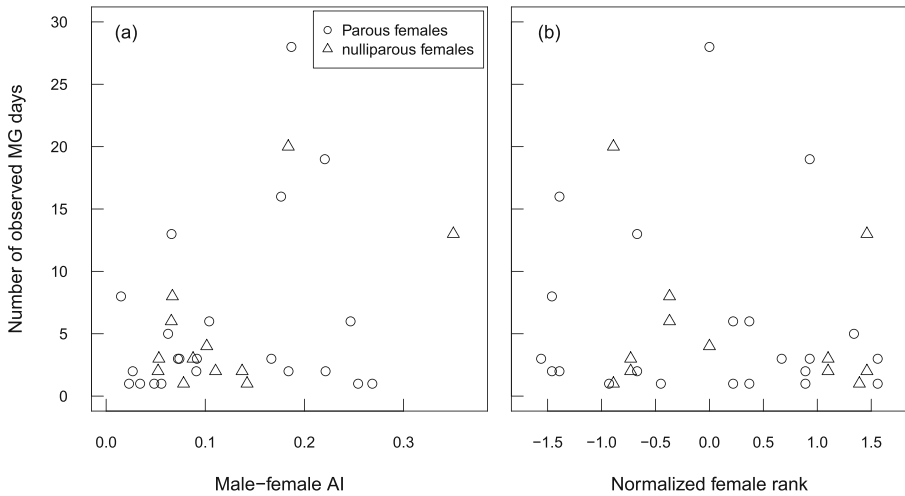 (a)
Parous females
nulliparous females
(b)
Number of observed MG days
30
25
20
15
10
5
0
0.0 0.1 0.2 0.3
−1.5 −1.0 −0.5 0.0 0.5 1.0 1.5
Male−female AI
Normalized female rank